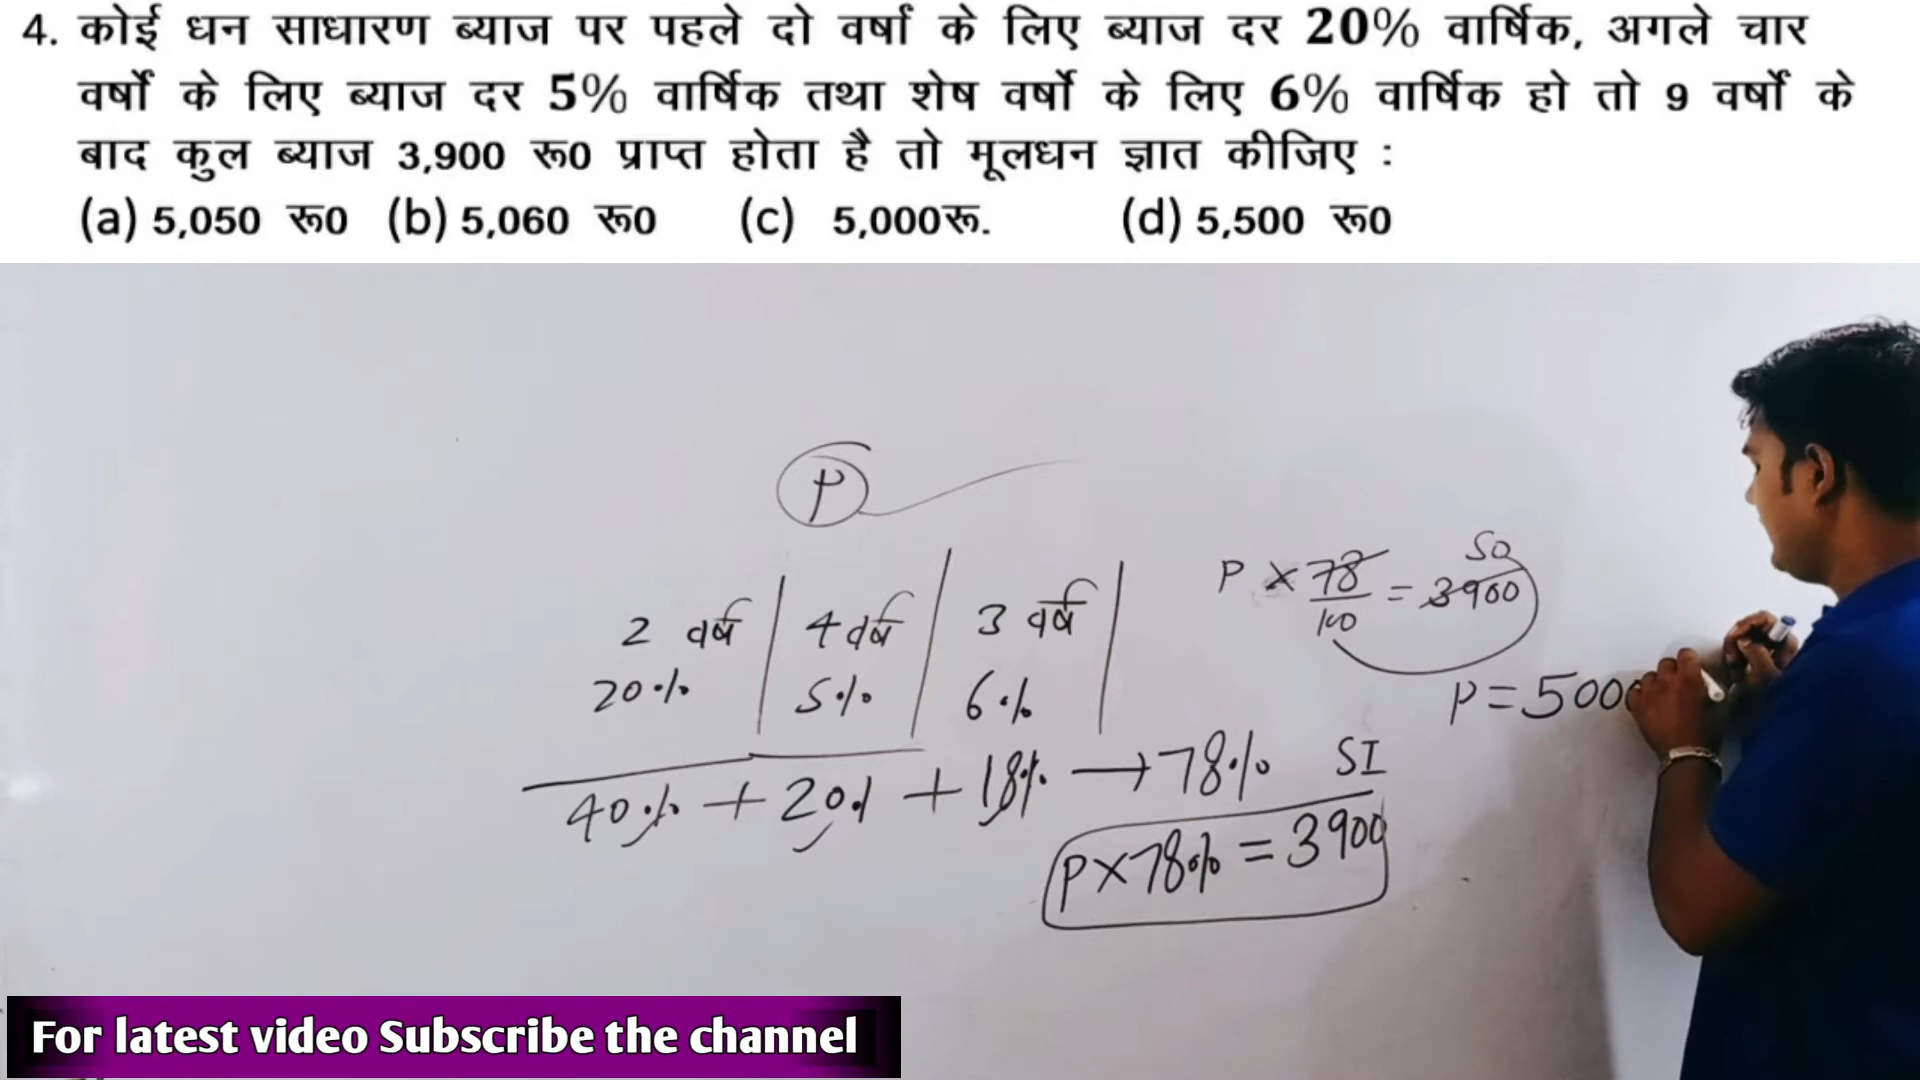 4. कोई धन साधारण ब्याज पर पहले दो वर्षां के लिए ब्याज दर 20% वार्षिक, अगले चार
वर्षों के लिए ब्याज दर 5% वार्षिक तथा शेष वर्षों के लिए 6% वार्षिक हो तो 9 वर्षों के
बाद कुल ब्याज 3,900 रू0 प्राप्त होता है तो मूलधन ज्ञात कीजिए :
(a) 5,050 रू0 (b) 5,060 रू0 (c) 5,000रू. (d) 5,500 रू0
P
2 वर्ष | 4 वर्ष | 3 वर्ष |
20% | 5% | 6% |
40% + 20% + 18% → 78% SI
P×78% = 3900
50
P × 78/100 = 3900
P = 5000
For latest video Subscribe the channel